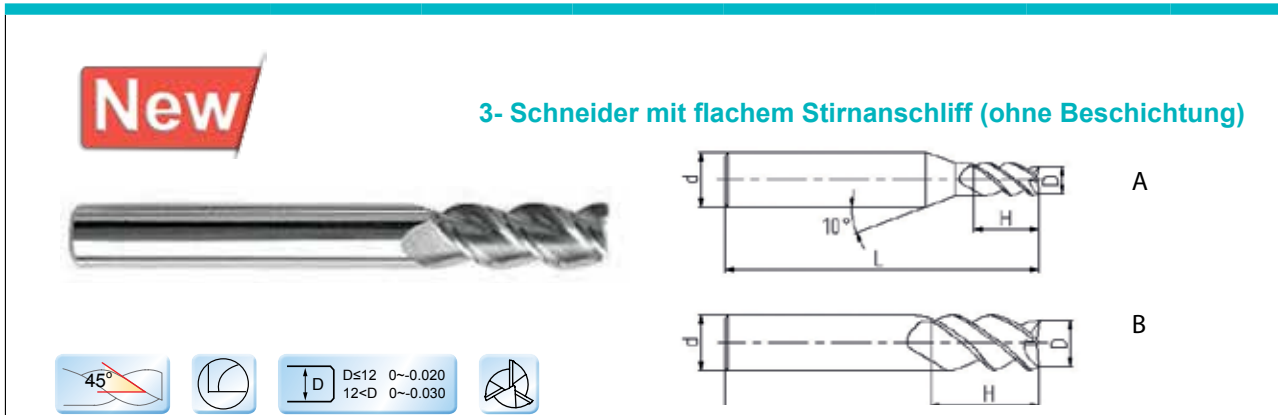 New
3- Schneider mit flachem Stirnanschliff (ohne Beschichtung)
d
10°
H
D
L
A
d
H
D
B
45°
D
D≤12 0~-0.020
12<D 0~-0.030